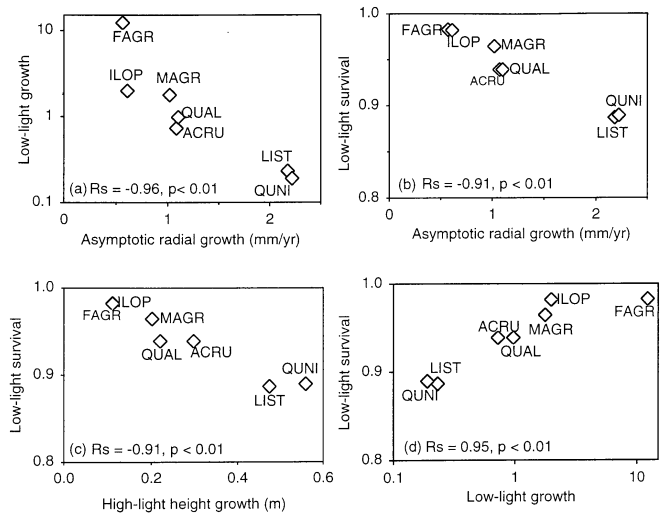 10
1
0.1
Low-light growth
FAGR
ILOP
MAGR
QUAL
ACRU
LIST
QUNI
(a) Rs = -0.96, p< 0.01
0
1
2
Asymptotic radial growth (mm/yr)
1.0
0.9
0.8
Low-light survival
FAGR
ILOP
MAGR
ACRU
QUAL
QUNI
LIST
(b) Rs = -0.91, p < 0.01
0
1
2
Asymptotic radial growth (mm/yr)
1.0
0.9
0.8
Low-light survival
ILOP
FAGR
MAGR
QUAL
ACRU
QUNI
LIST
(c) Rs = -0.91, p < 0.01
0.0
0.2
0.4
0.6
High-light height growth (m)
1.0
0.9
0.8
Low-light survival
ILOP
FAGR
ACRU
MAGR
QUAL
LIST
QUNI
(d) Rs = 0.95, p < 0.01
0.1
1
10
Low-light growth